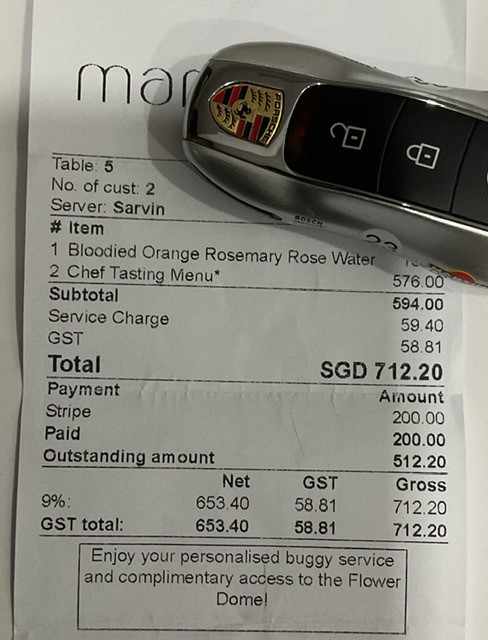 mar
PORSCHE
BOSCH
Table: 5
No. of cust: 2
Server: Sarvin
# Item
1 Bloodied Orange Rosemary Rose Water
2 Chef Tasting Menu* 576.00
Subtotal 594.00
Service Charge 59.40
GST 58.81
Total SGD 712.20
Payment Amount
Stripe 200.00
Paid 200.00
Outstanding amount 512.20
Net GST Gross
9%: 653.40 58.81 712.20
GST total: 653.40 58.81 712.20
Enjoy your personalised buggy service
and complimentary access to the Flower
Dome!